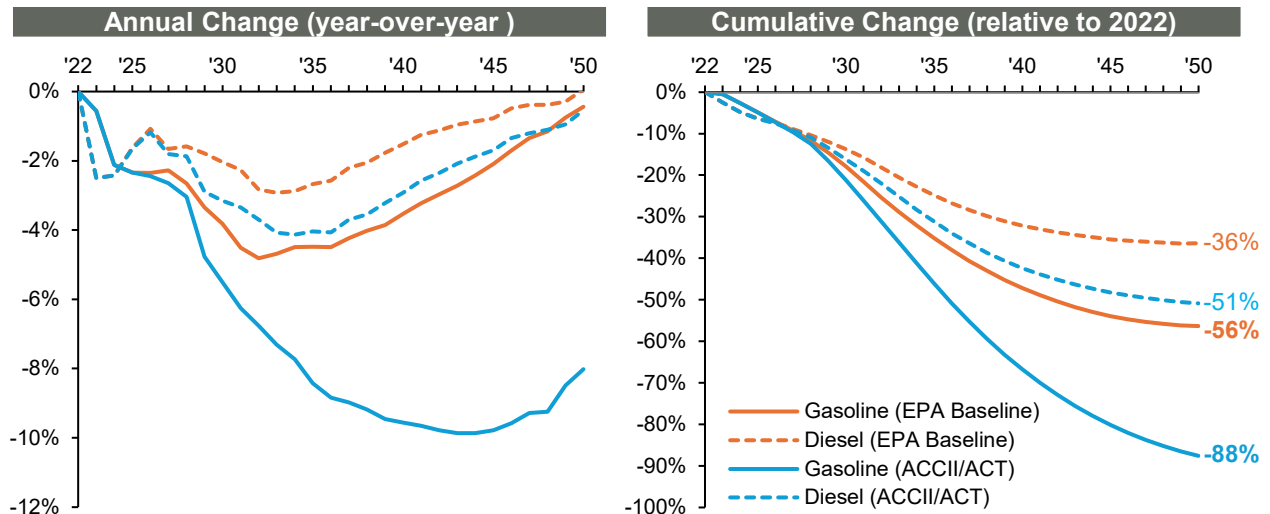 Annual Change (year-over-year )
'22 '25 '30 '35 '40 '45 '50
0%
-2%
-4%
-6%
-8%
-10%
-12%
Cumulative Change (relative to 2022)
'22 '25 '30 '35 '40 '45 '50
0%
-10%
-20%
-30%
-40%
-50%
-60%
-70%
-80%
-90%
-100%
-36%
-51%
-56%
-88%
Gasoline (EPA Baseline)
Diesel (EPA Baseline)
Gasoline (ACCII/ACT)
Diesel (ACCII/ACT)